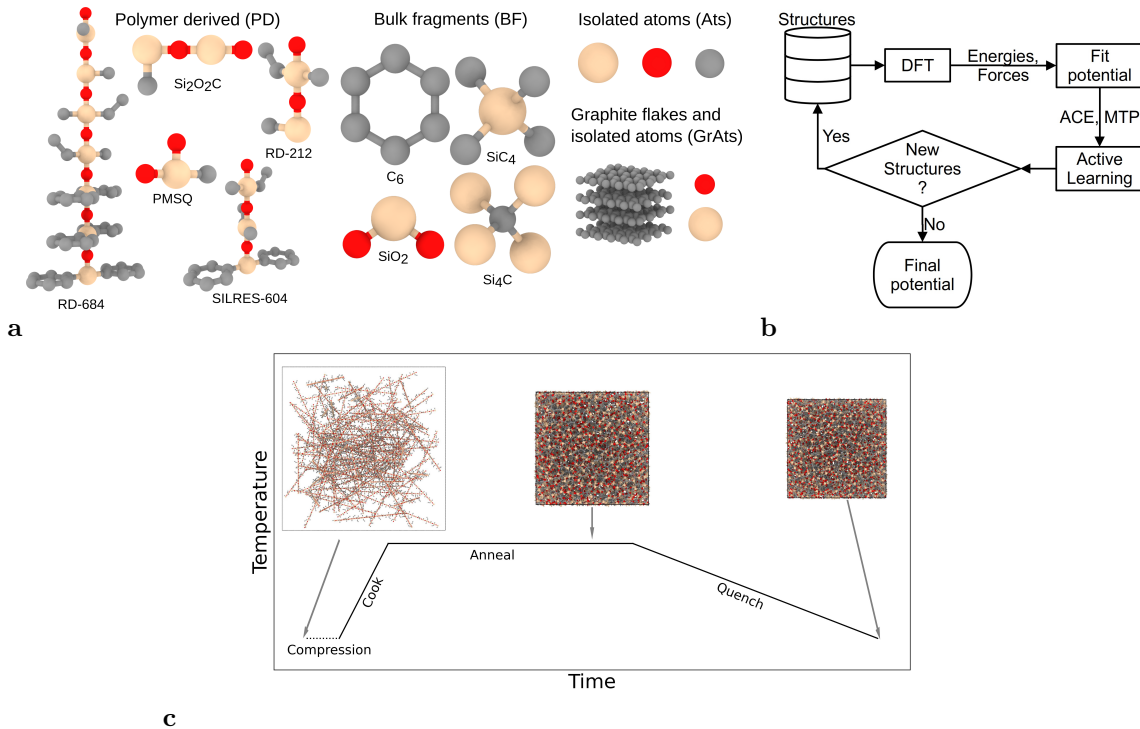 Polymer derived (PD)
Si2O2C
RD-212
PMSQ
RD-684
SILRES-604
Bulk fragments (BF)
C6
SiC4
SiO2
Si4C
Isolated atoms (Ats)
Graphite flakes and
isolated atoms (GrAts)
a
Structures
DFT
Energies,
Forces
Fit
potential
ACE, MTP
Active
Learning
New
Structures
?
Yes
No
Final
potential
b
Temperature
Compression
Cook
Anneal
Quench
Time
c